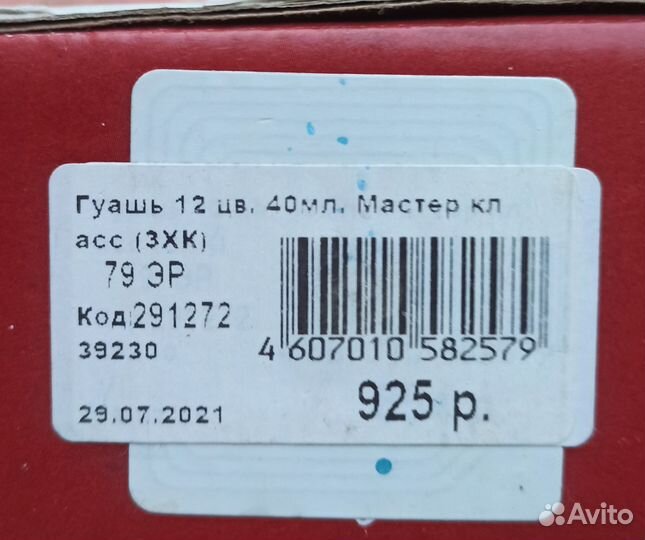 Гуашь 12 цв. 40мл. Мастер кл
асс (ЗХК)
79 ЭР
Код 291272
39230
4 607010 582579
29.07.2021
925 р.
Avito